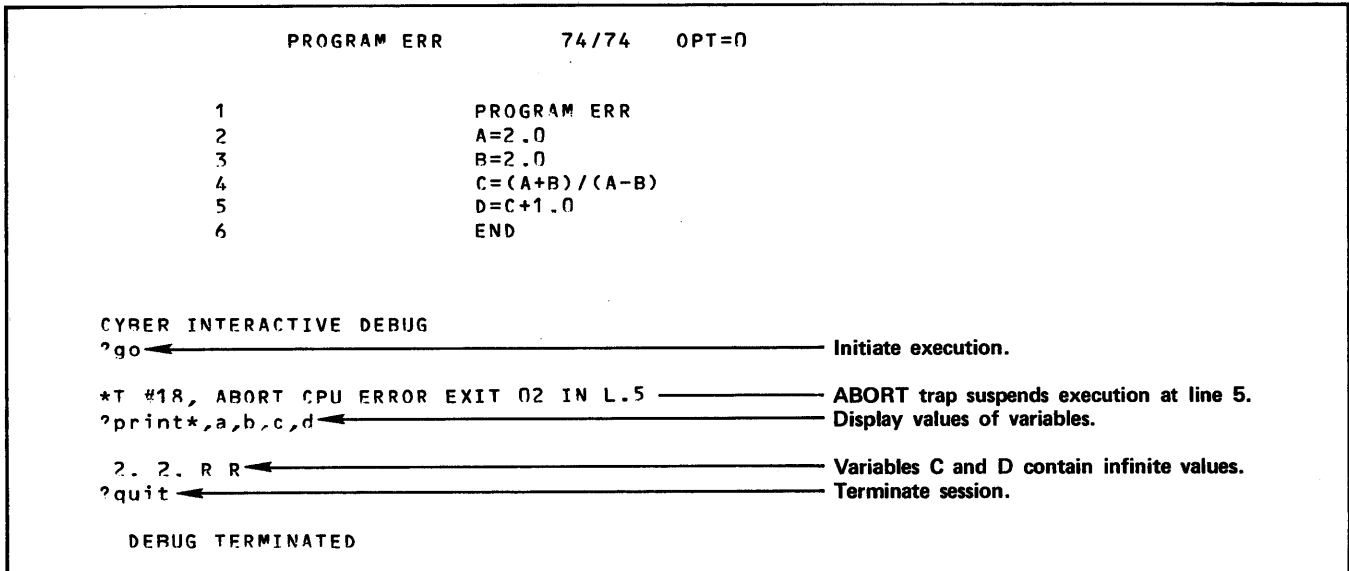 PROGRAM ERR 74/74 OPT=0
1 PROGRAM ERR
2 A=2.0
3 B=2.0
4 C=(A+B)/(A-B)
5 D=C+1.0
6 END
CYBER INTERACTIVE DEBUG
?go Initiate execution.
*T #18, ABORT CPU ERROR EXIT 02 IN L.5 ABORT trap suspends execution at line 5.
?print*,a,b,c,d Display values of variables.
2. 2. R R Variables C and D contain infinite values.
?quit Terminate session.
DEBUG TERMINATED